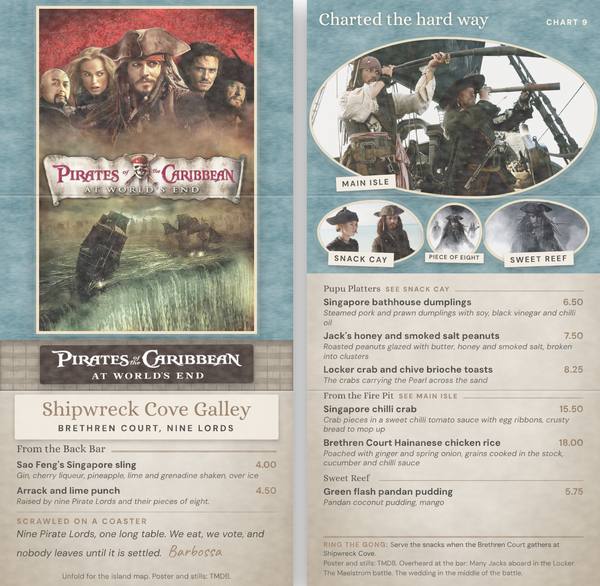 PIRATES of the CARIBBEAN
AT WORLD'S END
PIRATES of the CARIBBEAN
AT WORLD'S END
Shipwreck Cove Galley
BRETHREN COURT, NINE LORDS
From the Back Bar
Sao Feng's Singapore sling 4.00
Gin, cherry liqueur, pineapple, lime and grenadine shaken, over ice
Arrack and lime punch 4.50
Raised by nine Pirate Lords and their pieces of eight.
SCRAWLED ON A COASTER
Nine Pirate Lords, one long table. We eat, we vote, and
nobody leaves until it is settled. Barbossa
Unfold for the island map. Poster and stills: TMDB.
Charted the hard way CHART 9
MAIN ISLE
SNACK CAY
PIECE OF EIGHT
SWEET REEF
Pupu Platters SEE SNACK CAY
Singapore bathhouse dumplings 6.50
Steamed pork and prawn dumplings with soy, black vinegar and chilli
oil
Jack's honey and smoked salt peanuts 7.50
Roasted peanuts glazed with butter, honey and smoked salt, broken
into clusters
Locker crab and chive brioche toasts 8.25
The crabs carrying the Pearl across the sand
From the Fire Pit SEE MAIN ISLE
Singapore chilli crab 15.50
Crab pieces in a sweet chilli tomato sauce with egg ribbons, crusty
bread to mop up
Brethren Court Hainanese chicken rice 18.00
Poached with ginger and spring onion, grains cooked in the stock,
cucumber and chilli sauce
Sweet Reef
Green flash pandan pudding 5.75
Pandan coconut pudding, mango
RING THE GONG: Serve the snacks when the Brethren Court gathers at
Shipwreck Cove.
Poster and stills: TMDB. Overheard at the bar: Many Jacks aboard in the Locker.
The Maelstrom battle. The wedding in the middle of the battle.